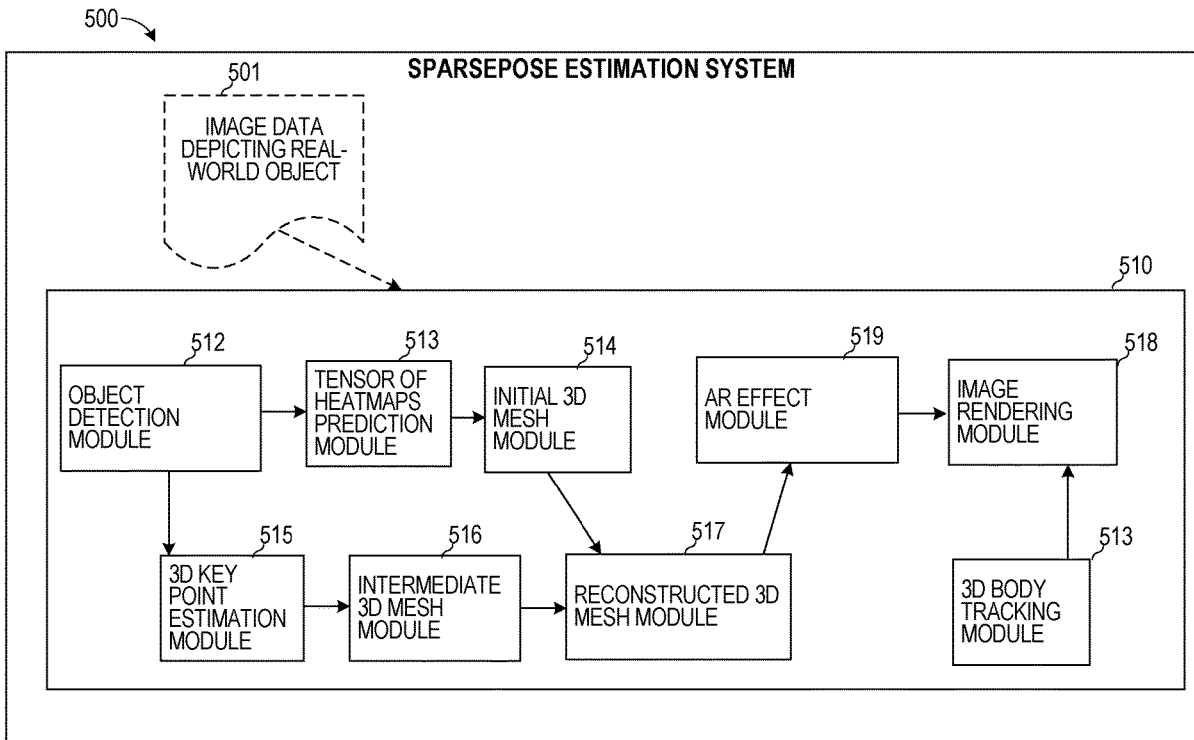 500
SPARSEPOSE ESTIMATION SYSTEM
501
IMAGE DATA
DEPICTING REAL-
WORLD OBJECT
510
512
OBJECT
DETECTION
MODULE
513
TENSOR OF
HEATMAPS
PREDICTION
MODULE
514
INITIAL 3D
MESH
MODULE
519
AR EFFECT
MODULE
518
IMAGE
RENDERING
MODULE
515
3D KEY
POINT
ESTIMATION
MODULE
516
INTERMEDIATE
3D MESH
MODULE
517
RECONSTRUCTED 3D
MESH MODULE
513
3D BODY
TRACKING
MODULE